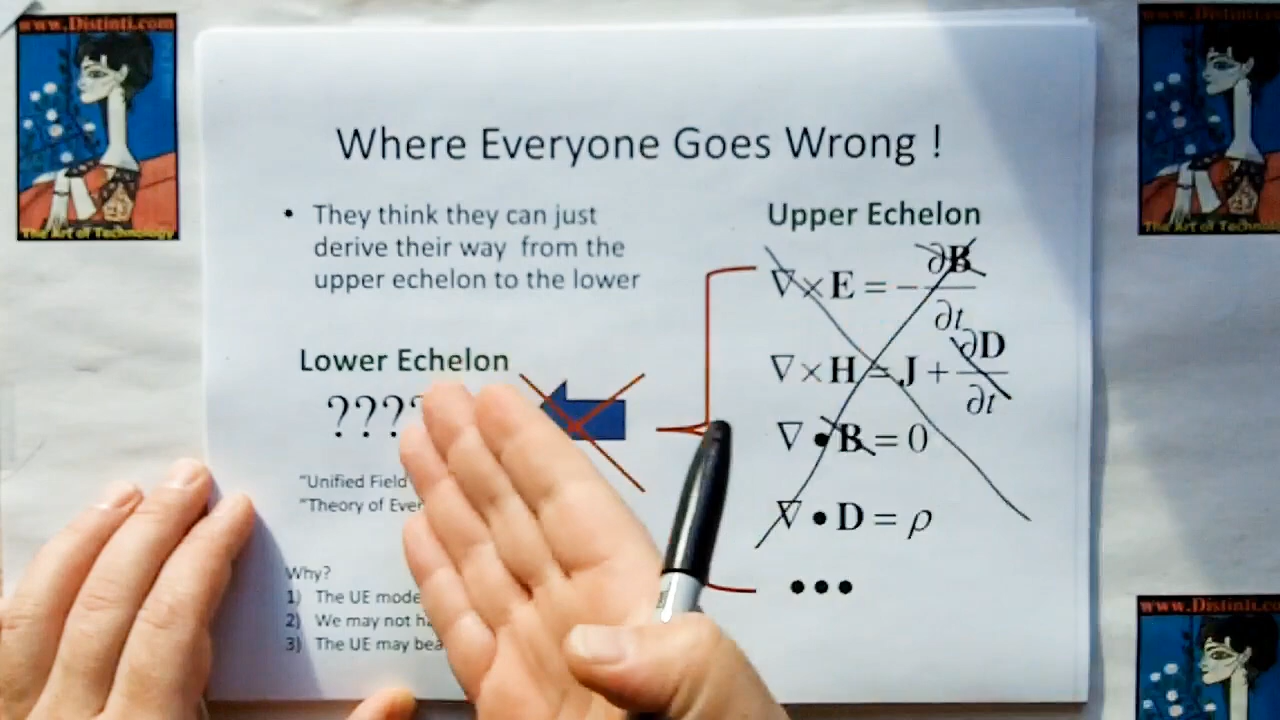 www.Distinti.com
The Art of Technology
Where Everyone Goes Wrong !
• They think they can just
derive their way from the
upper echelon to the lower
Lower Echelon
????
"Unified Field
"Theory of Ever
Why?
1) The UE mode
2) We may not h
3) The UE may bea
Upper Echelon
∇×E = −∂B/∂t
∇×H = J + ∂D/∂t
∇•B = 0
∇•D = ρ
•••
www.Distinti
The Art of Technology
www.Distinti.co